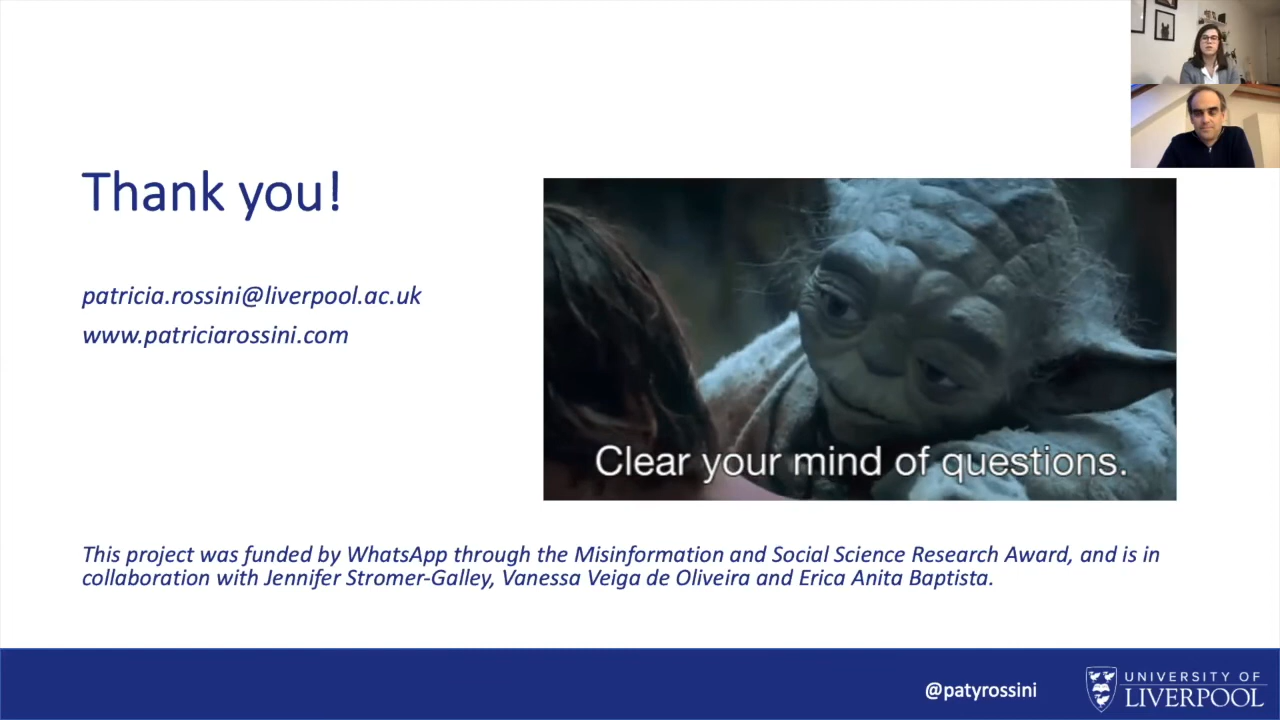 Thank you!
patricia.rossini@liverpool.ac.uk
www.patriciarossini.com
Clear your mind of questions.
This project was funded by WhatsApp through the Misinformation and Social Science Research Award, and is in
collaboration with Jennifer Stromer-Galley, Vanessa Veiga de Oliveira and Erica Anita Baptista.
@patyrossini
UNIVERSITY OF
LIVERPOOL